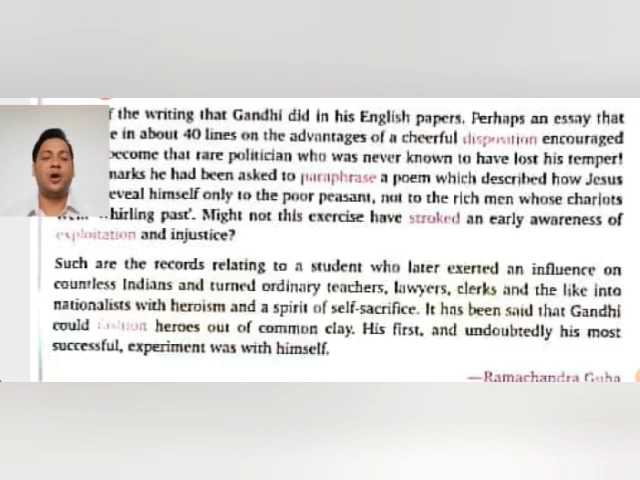 f the writing that Gandhi did in his English papers. Perhaps an essay that
e in about 40 lines on the advantages of a cheerful disposition encouraged
become that rare politician who was never known to have lost his temper!
marks he had been asked to paraphrase a poem which described how Jesus
eveal himself only to the poor peasant, not to the rich men whose chariots
whirling past'. Might not this exercise have stroked an early awareness of
exploitation and injustice?
Such are the records relating to a student who later exerted an influence on
countless Indians and turned ordinary teachers, lawyers, clerks and the like into
nationalists with heroism and a spirit of self-sacrifice. It has been said that Gandhi
could fashion heroes out of common clay. His first, and undoubtedly his most
successful, experiment was with himself.
—Ramachandra Guha